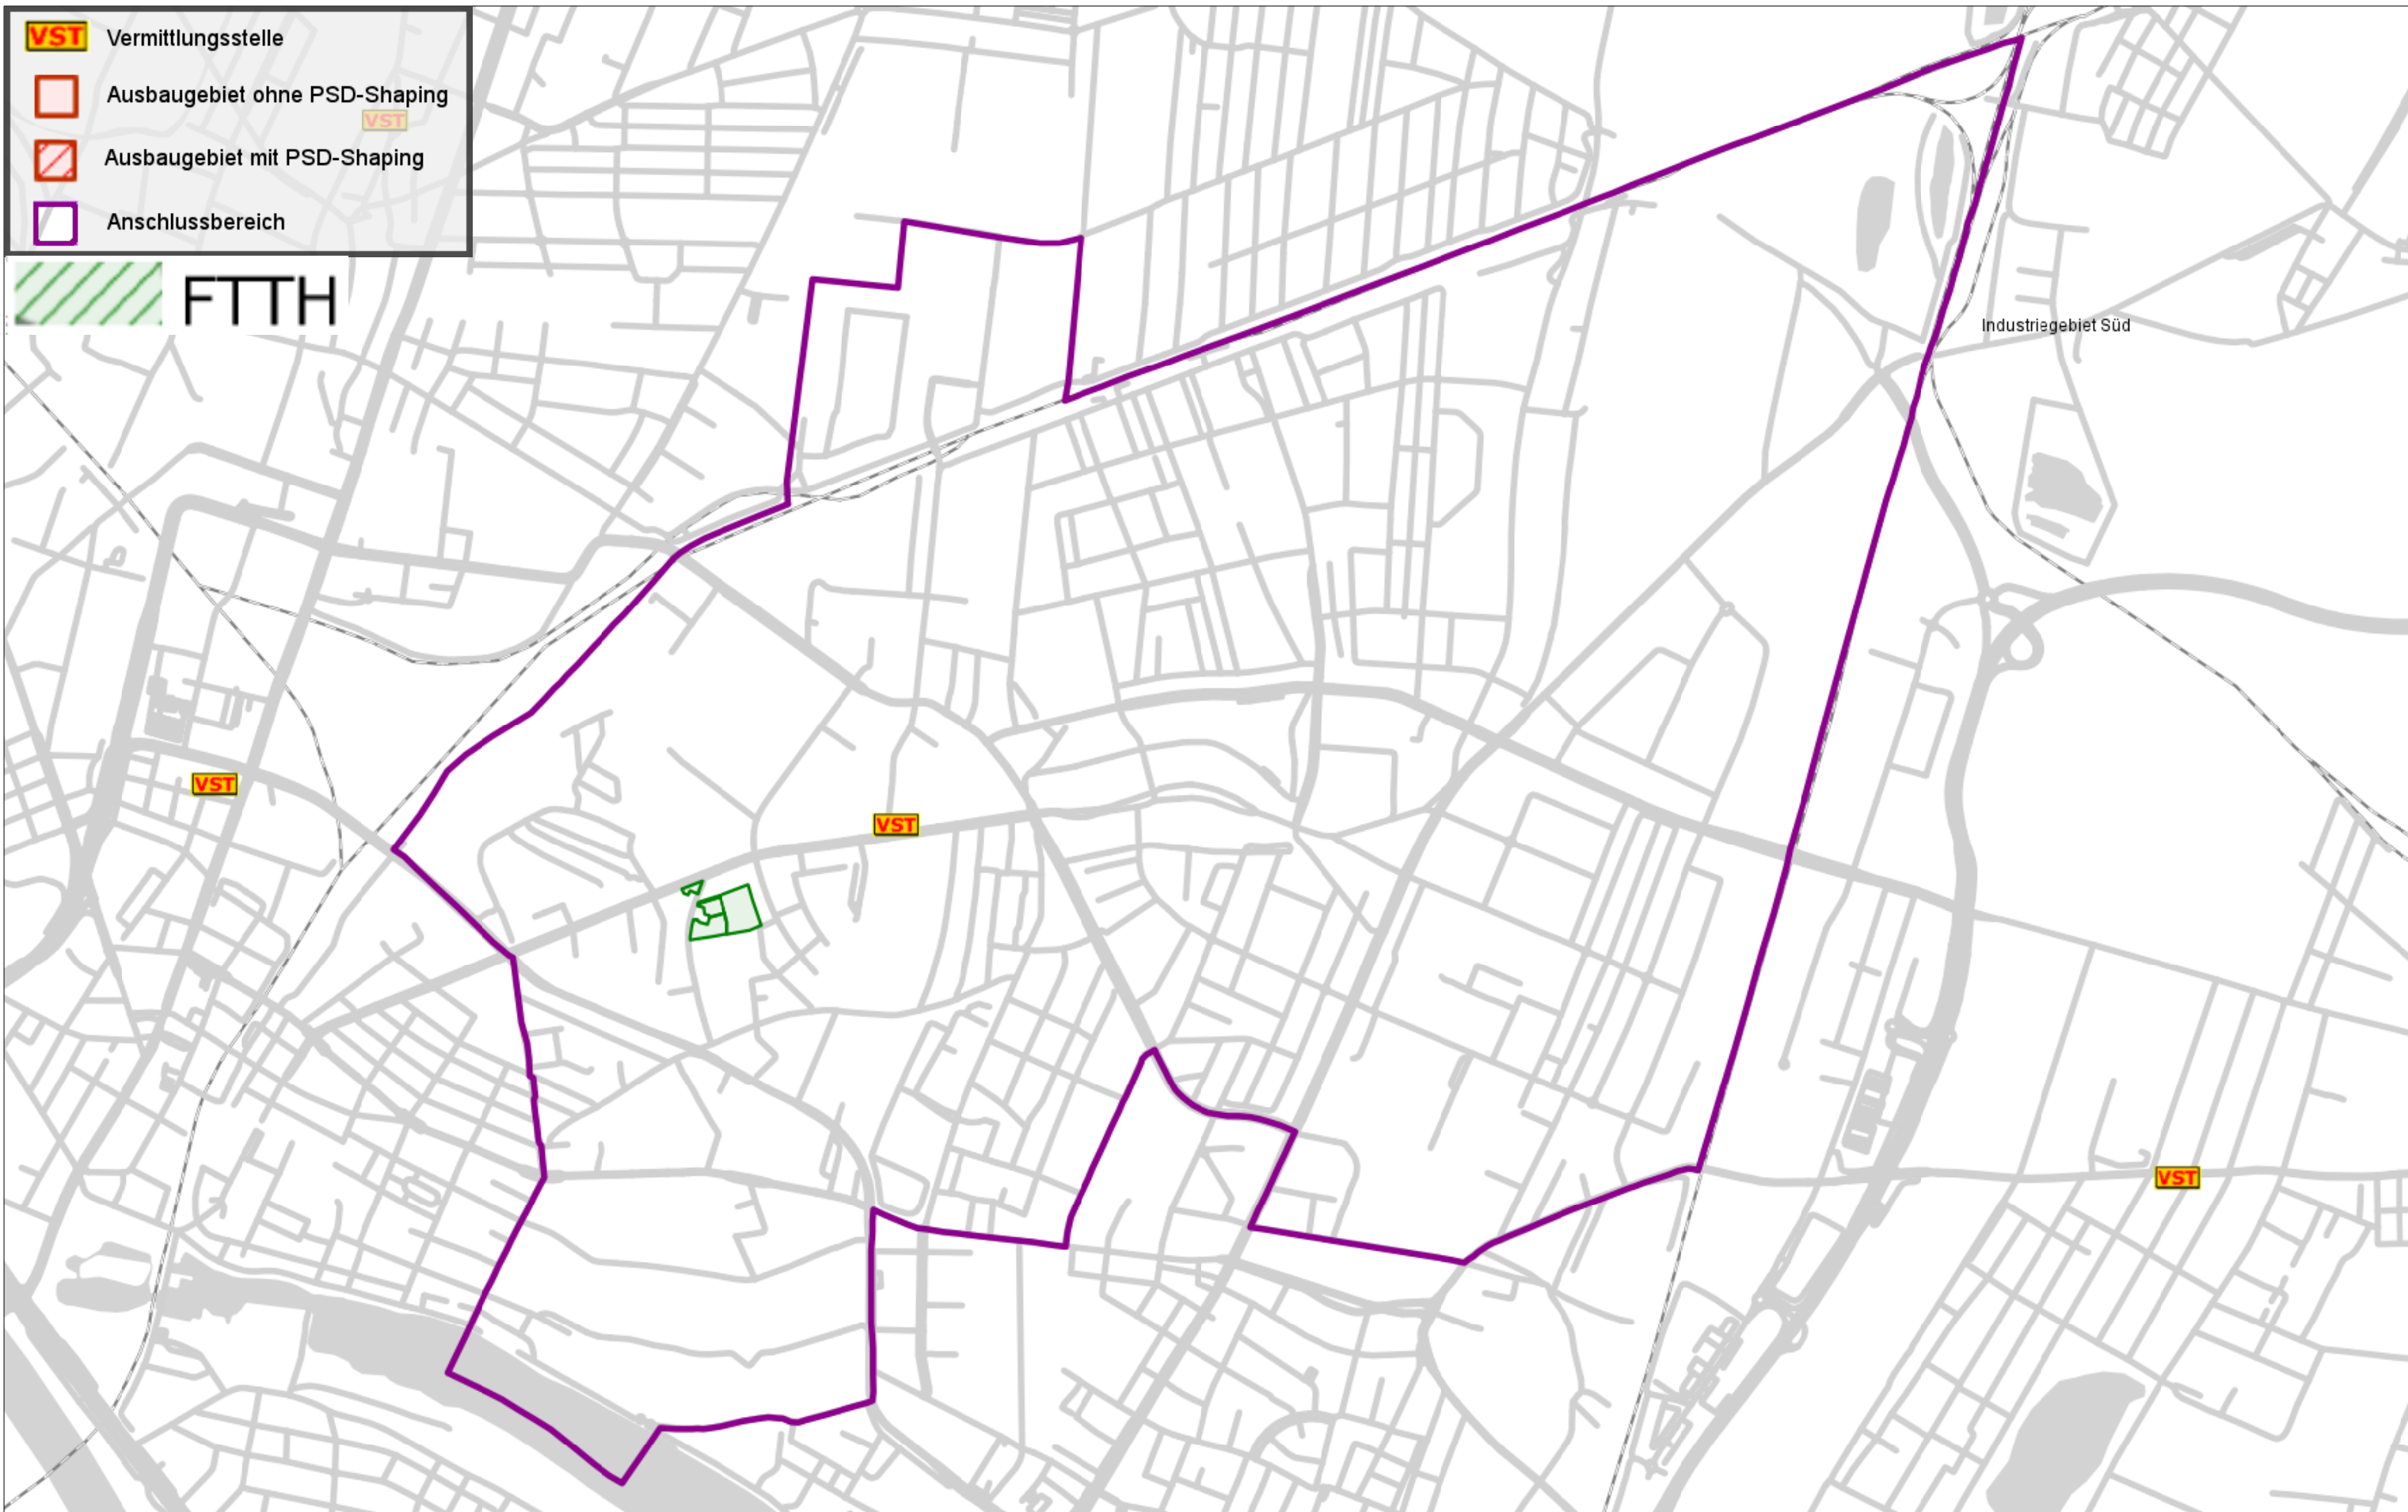 VST Vermittlungsstelle
Ausbaugebiet ohne PSD-Shaping
VST
Ausbaugebiet mit PSD-Shaping
Anschlussbereich
FTTH
Industriegebiet Süd
VST
VST
VST